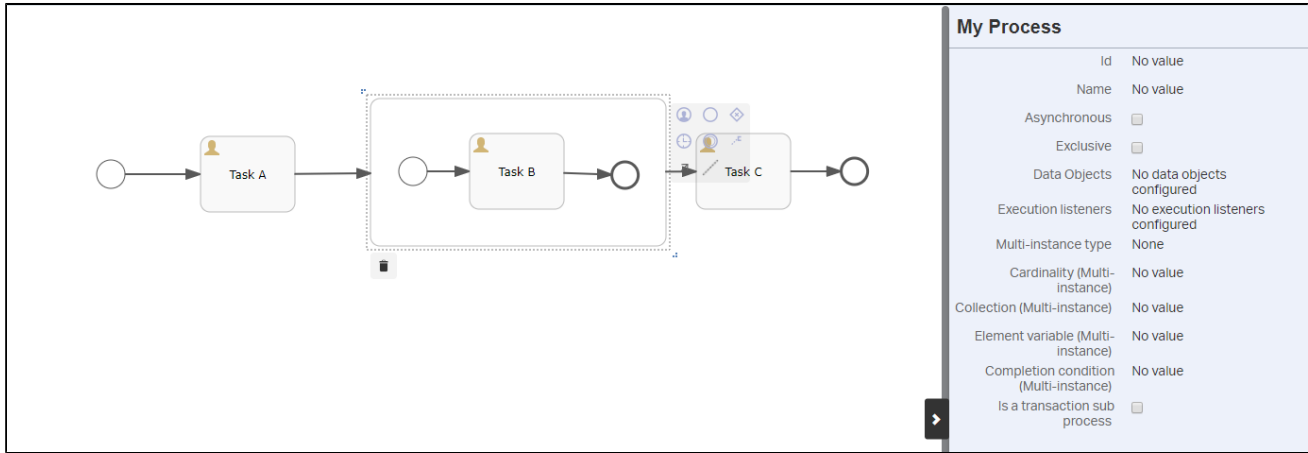 My Process
Id No value
Name No value
Asynchronous
Exclusive
Data Objects No data objects
configured
Execution listeners No execution listeners
configured
Multi-instance type None
Cardinality (Multi- No value
instance)
Collection (Multi-instance) No value
Element variable (Multi- No value
instance)
Completion condition No value
(Multi-instance)
Is a transaction sub
process
Task A
Task B
Task C